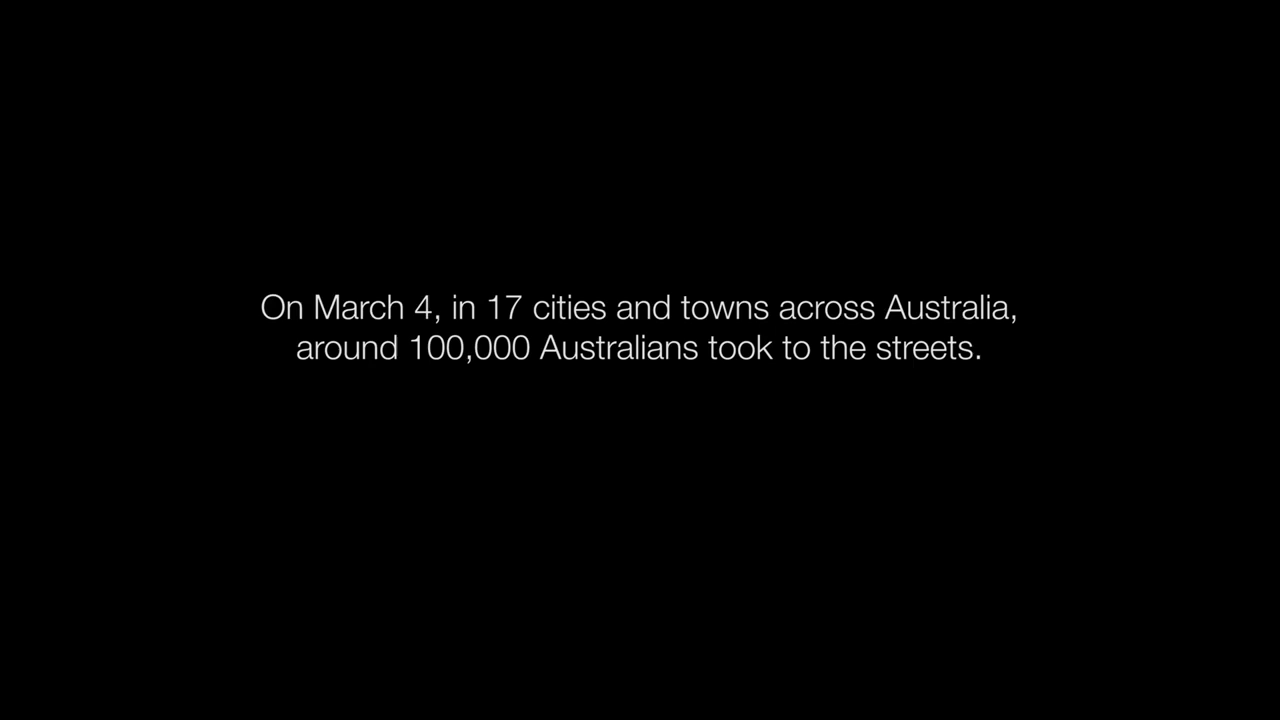 On March 4, in 17 cities and towns across Australia,
around 100,000 Australians took to the streets.